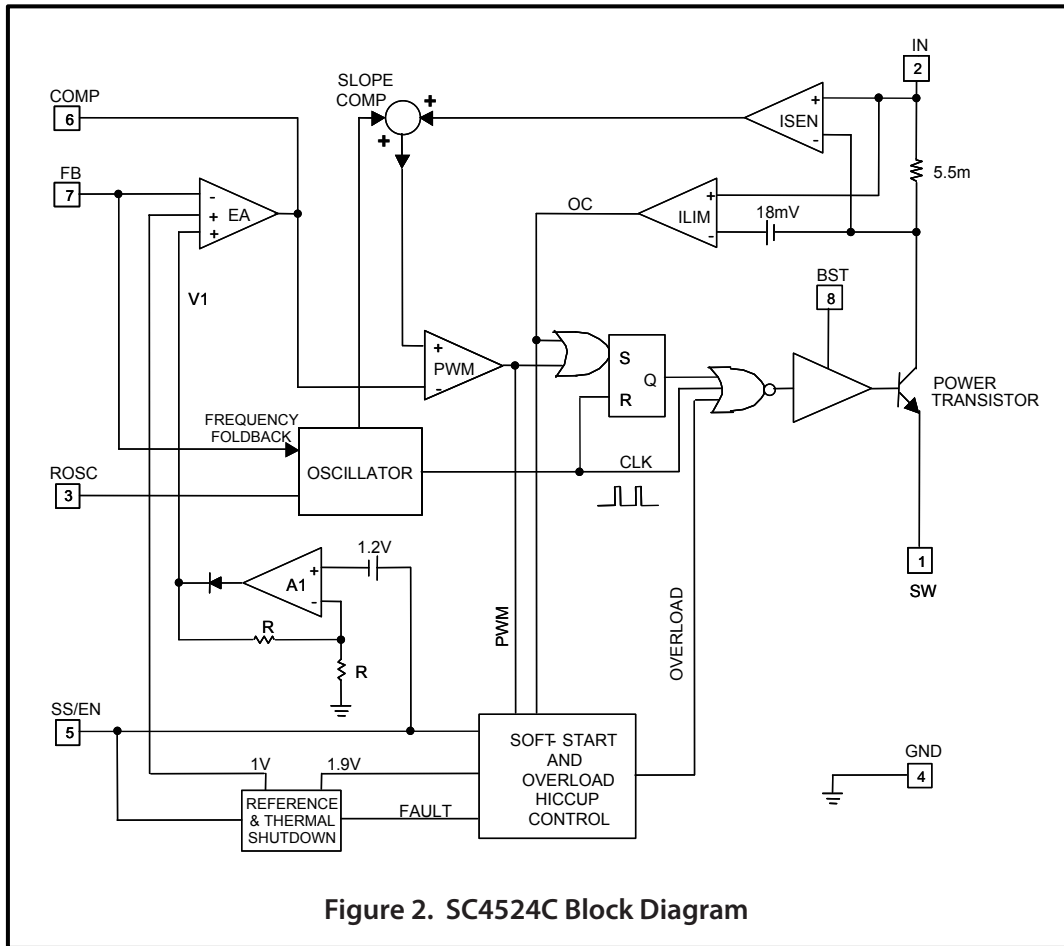 IN
2
SLOPE
COMP
COMP
6
+
+
+
-
ISEN
FB
7
5.5m
-
+
+
EA
OC
+
-
ILIM
18mV
BST
8
V1
+
-
PWM
S
R
Q
POWER
TRANSISTOR
FREQUENCY
FOLDBACK
ROSC
3
OSCILLATOR
CLK
1.2V
+
-
A1
1
SW
R
R
PWM
OVERLOAD
SS/EN
5
SOFT- START
AND
OVERLOAD
HICCUP
CONTROL
GND
4
1V
1.9V
REFERENCE
& THERMAL
SHUTDOWN
FAULT
Figure 2. SC4524C Block Diagram